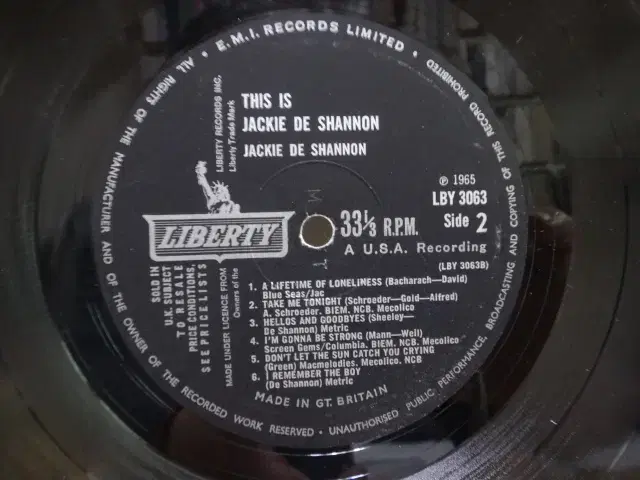 E.M.I. RECORDS LIMITED •
ALL RIGHTS OF THE MANUFACTURER AND OF THE OWNER OF THE RECORDED WORK RESERVED • UNAUTHORISED PUBLIC PERFORMANCE, BROADCASTING AND COPYING OF THIS RECORD PROHIBITED
THIS IS
JACKIE DE SHANNON
JACKIE DE SHANNON
LIBERTY RECORDS INC.
Liberty Trade Mark
LIBERTY
℗ 1965
LBY 3063
Side 2
33⅓ R.P.M.
A U.S.A. Recording
(LBY 3063B)
SOLD IN
U.K. SUBJECT
TO RESALE
PRICE CONDITIONS,
SEE PRICE LISTS
MADE UNDER LICENCE FROM
Owners of the
1. A LIFETIME OF LONELINESS (Bacharach—David)
Blue Seas/Jac
2. TAKE ME TONIGHT (Schroeder—Gold—Alfred)
A. Schroeder. BIEM. NCB. Mecolico
3. HELLOS AND GOODBYES (Sheeley—
De Shannon) Metric
4. I'M GONNA BE STRONG (Mann—Weil)
Screen Gems/Columbia. BIEM. NCB. Mecolico
5. DON'T LET THE SUN CATCH YOU CRYING
(Green) Macmelodies. Mecolico. NCB
6. I REMEMBER THE BOY
(De Shannon) Metric
MADE IN GT. BRITAIN